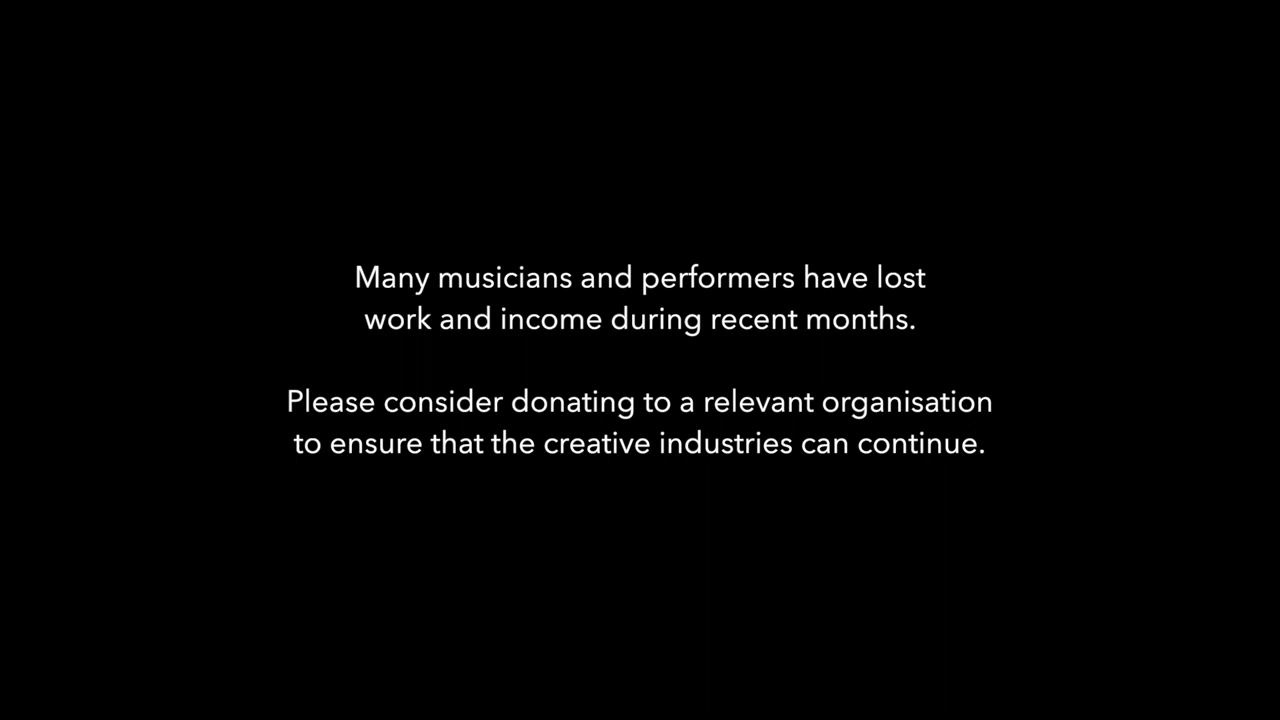 Many musicians and performers have lost
work and income during recent months.
Please consider donating to a relevant organisation
to ensure that the creative industries can continue.